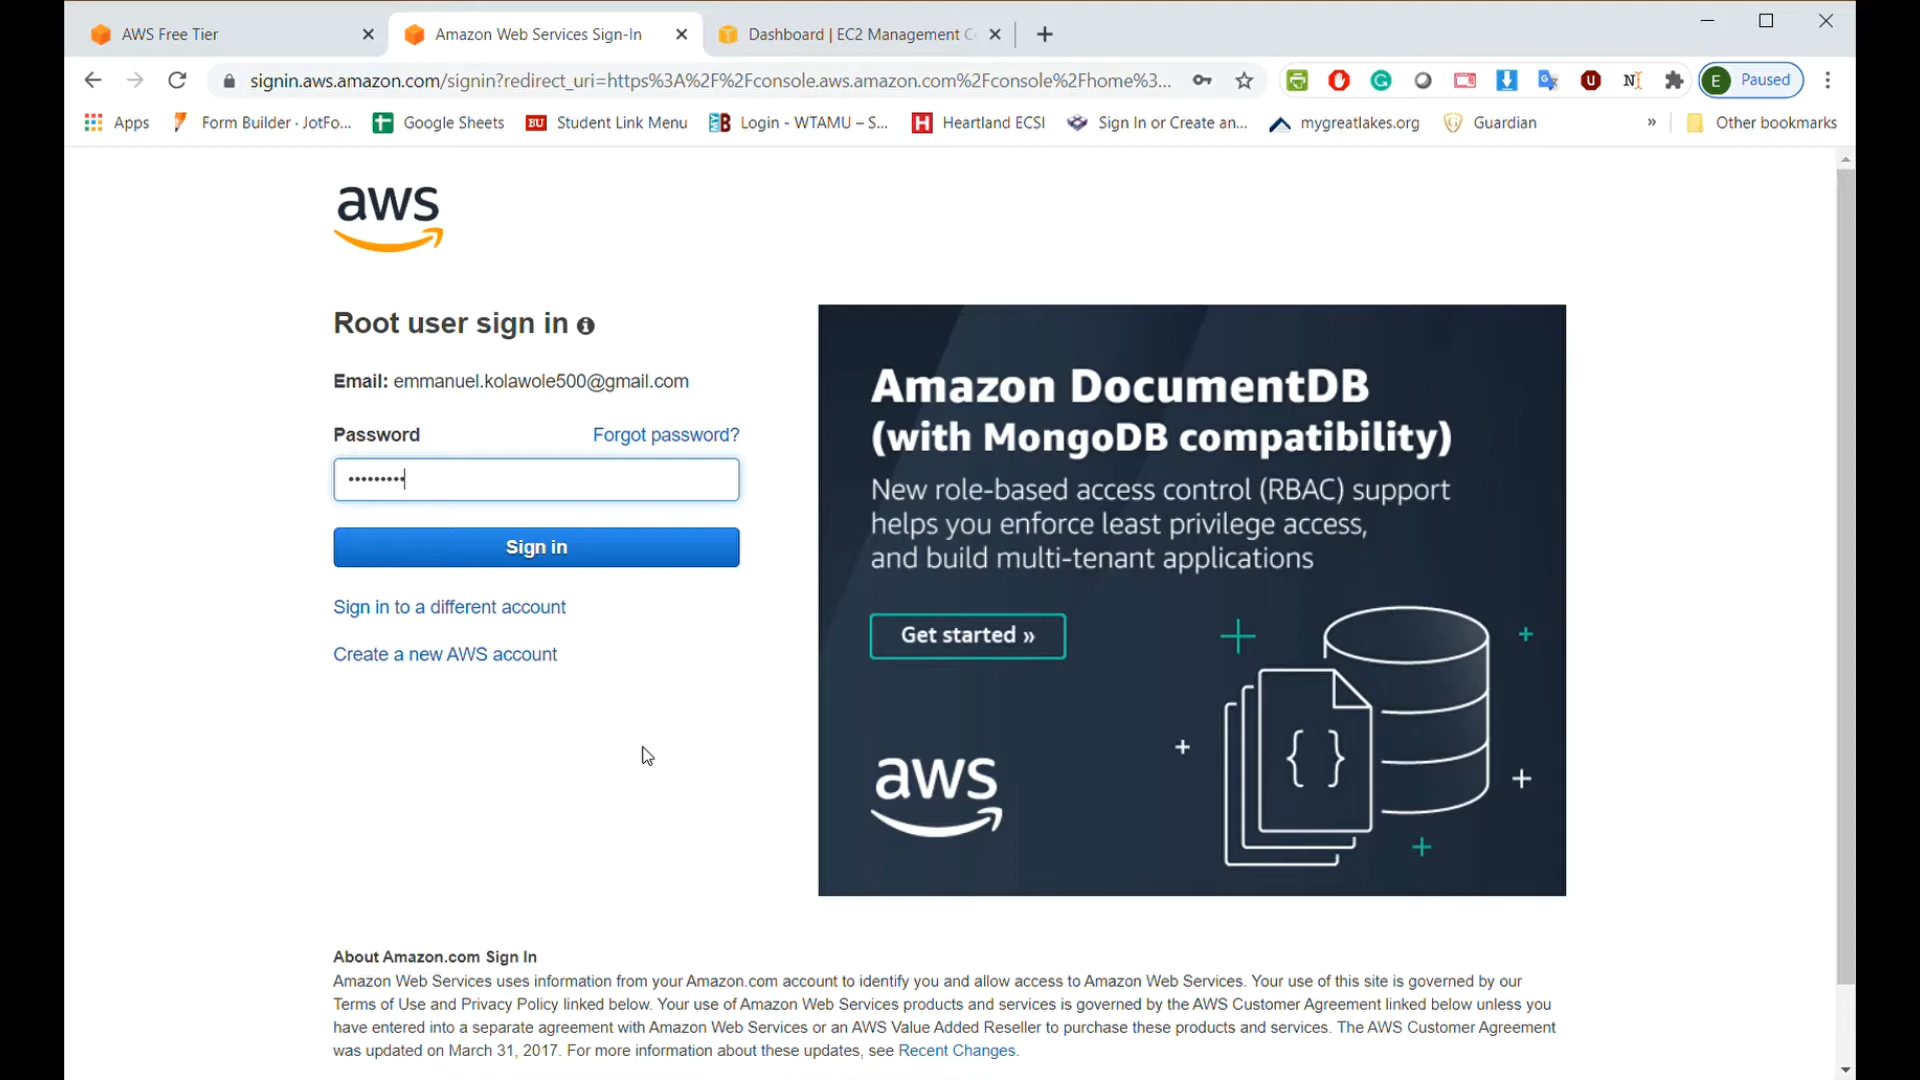 AWS Free Tier
Amazon Web Services Sign-In
Dashboard | EC2 Management C
signin.aws.amazon.com/signin?redirect_uri=https%3A%2F%2Fconsole.aws.amazon.com%2Fconsole%2Fhome%3...
E Paused
Apps
Form Builder · JotFo...
Google Sheets
BU Student Link Menu
Login - WTAMU – S...
H Heartland ECSI
Sign In or Create an...
mygreatlakes.org
Guardian
»
Other bookmarks
aws
Root user sign in
Email: emmanuel.kolawole500@gmail.com
Password Forgot password?
•••••••••
Sign in
Sign in to a different account
Create a new AWS account
Amazon DocumentDB
(with MongoDB compatibility)
New role-based access control (RBAC) support
helps you enforce least privilege access,
and build multi-tenant applications
Get started »
{ }
aws
About Amazon.com Sign In
Amazon Web Services uses information from your Amazon.com account to identify you and allow access to Amazon Web Services. Your use of this site is governed by our
Terms of Use and Privacy Policy linked below. Your use of Amazon Web Services products and services is governed by the AWS Customer Agreement linked below unless you
have entered into a separate agreement with Amazon Web Services or an AWS Value Added Reseller to purchase these products and services. The AWS Customer Agreement
was updated on March 31, 2017. For more information about these updates, see Recent Changes.